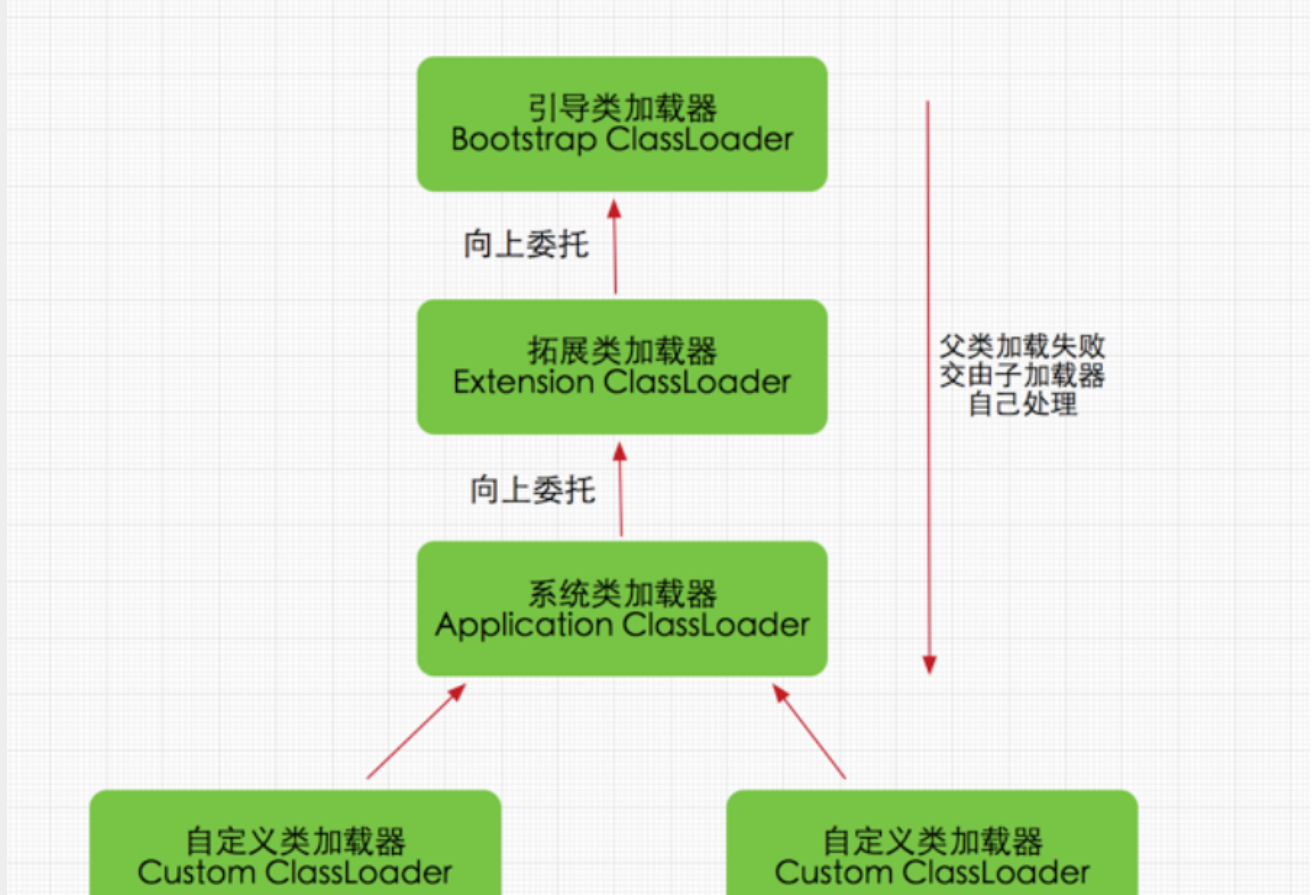 引导类加载器
Bootstrap ClassLoader
向上委托
拓展类加载器
Extension ClassLoader
父类加载失败
交由子加载器
自己处理
向上委托
系统类加载器
Application ClassLoader
自定义类加载器
Custom ClassLoader
自定义类加载器
Custom ClassLoader